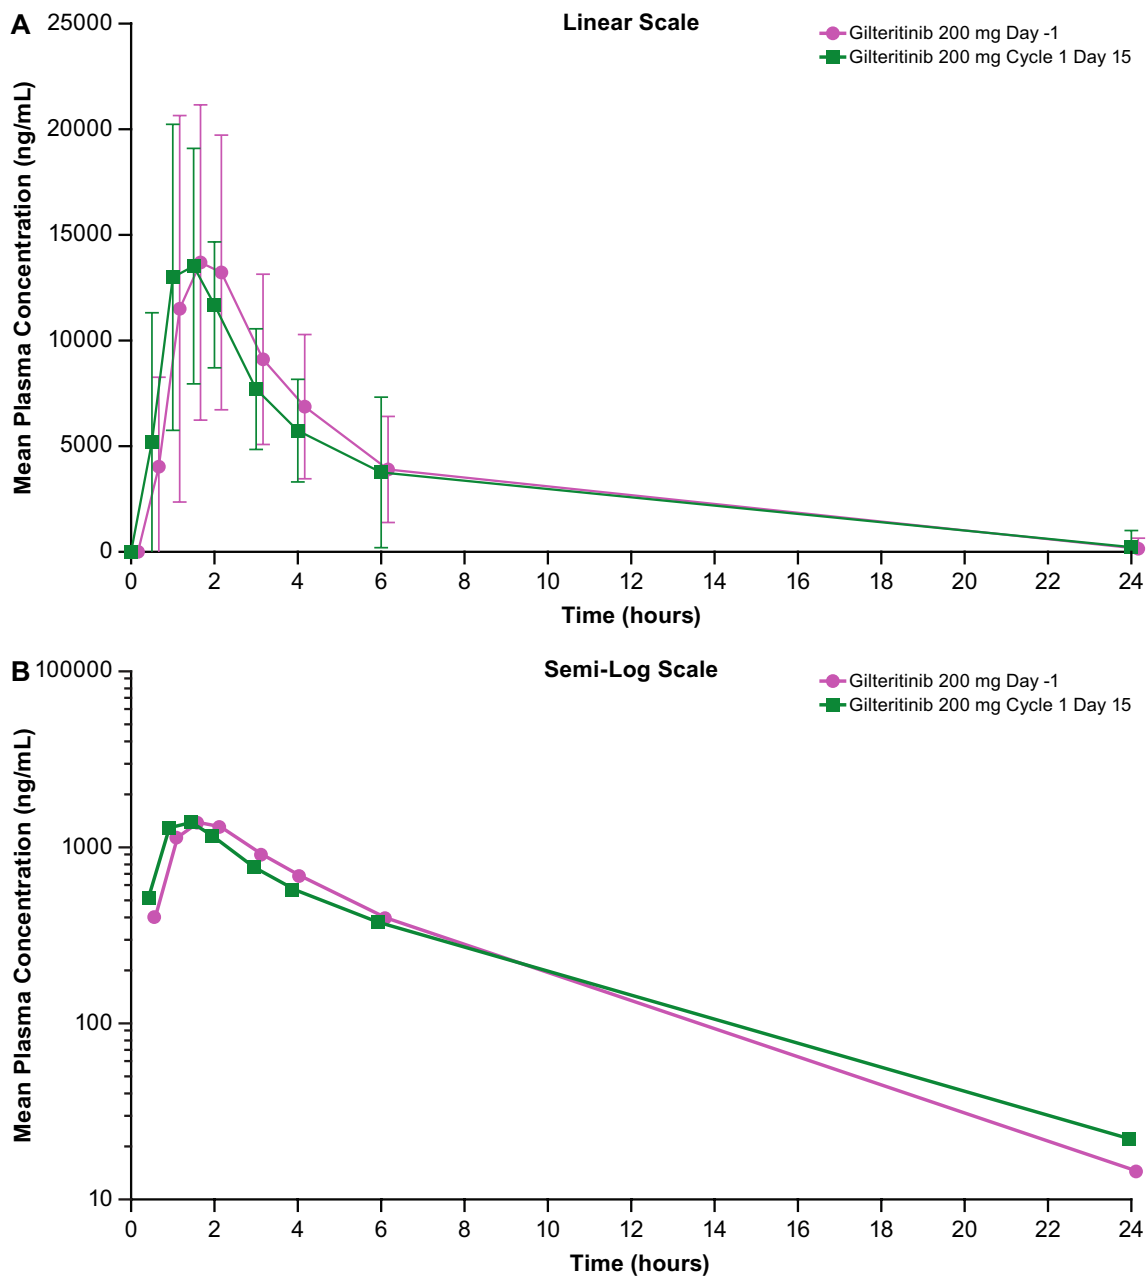 A
Linear Scale
Gilteritinib 200 mg Day -1
Gilteritinib 200 mg Cycle 1 Day 15
Mean Plasma Concentration (ng/mL)
25000
20000
15000
10000
5000
0
0 2 4 6 8 10 12 14 16 18 20 22 24
Time (hours)
B
Semi-Log Scale
Gilteritinib 200 mg Day -1
Gilteritinib 200 mg Cycle 1 Day 15
Mean Plasma Concentration (ng/mL)
100000
1000
100
10
0 2 4 6 8 10 12 14 16 18 20 22 24
Time (hours)